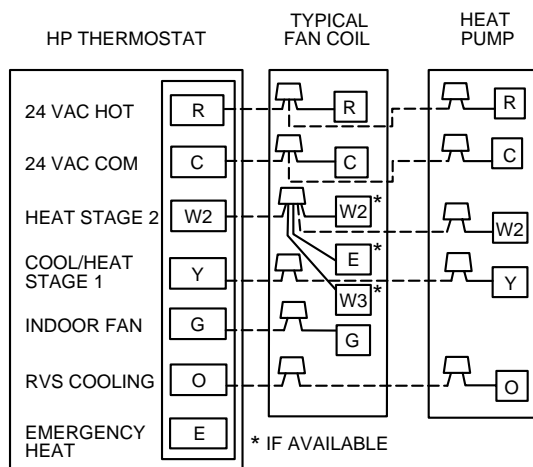 HP THERMOSTAT
TYPICAL
FAN COIL
HEAT
PUMP
24 VAC HOT
R
R
R
24 VAC COM
C
C
C
HEAT STAGE 2
W2
W2 *
W2
E *
COOL/HEAT
STAGE 1
Y
Y
W3 *
INDOOR FAN
G
G
RVS COOLING
O
O
EMERGENCY
HEAT
E
* IF AVAILABLE